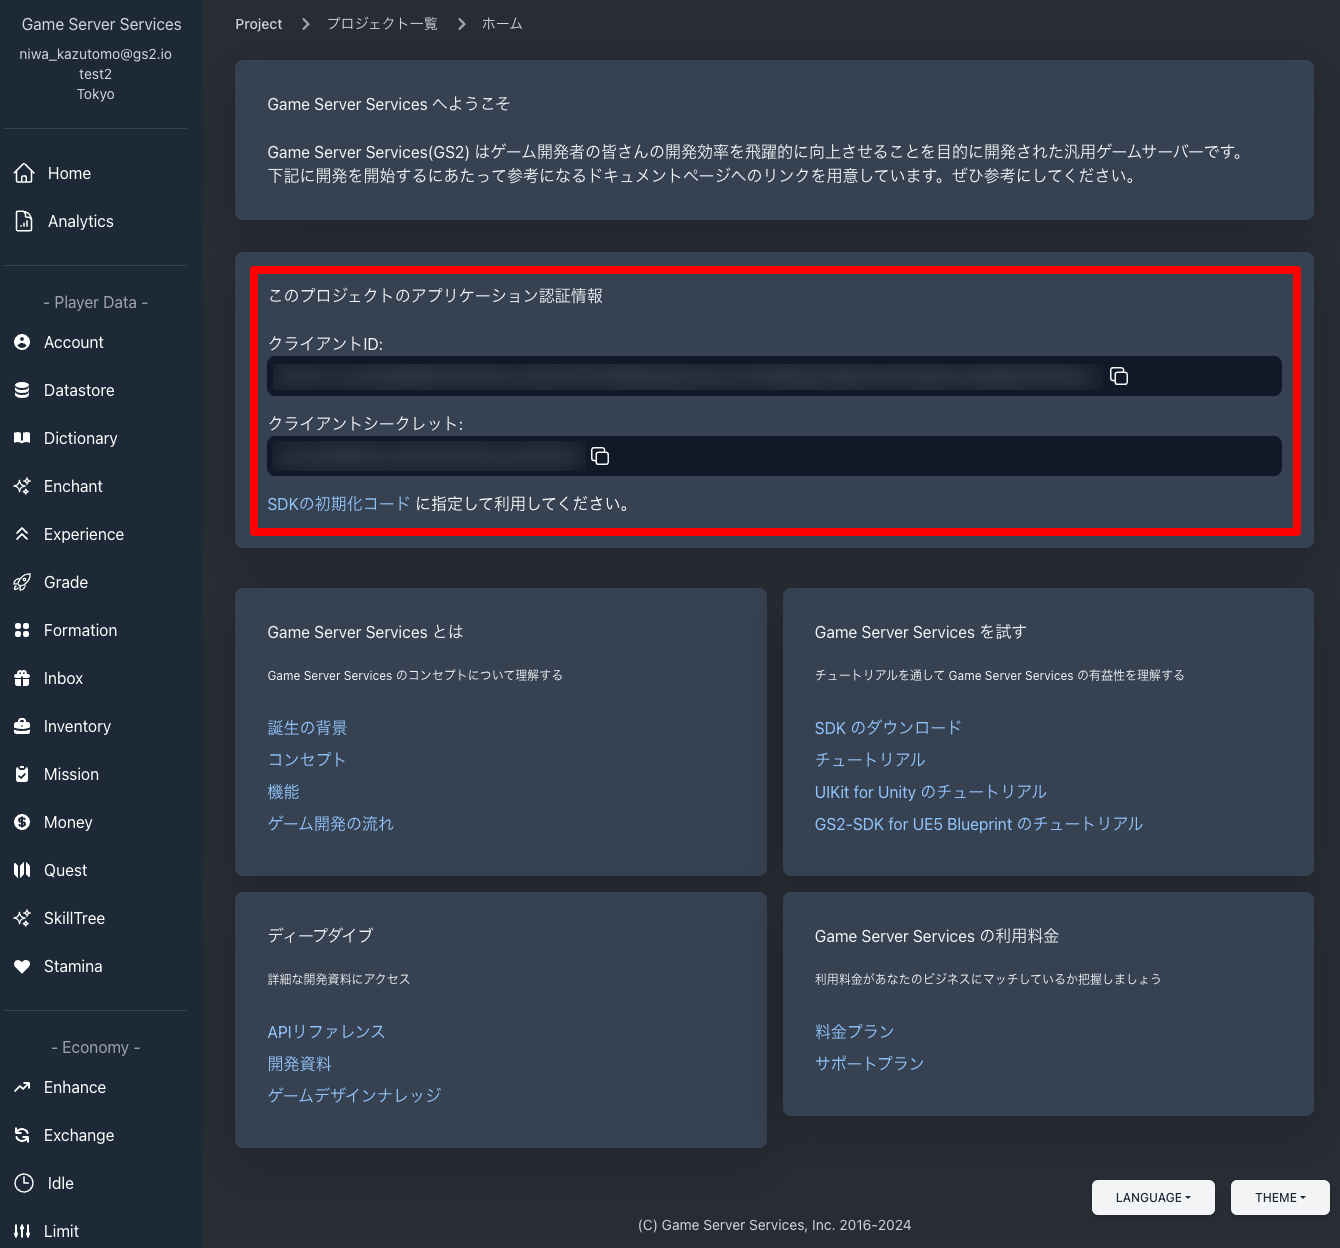 Game Server Services
niwa_kazutomo@gs2.io
test2
Tokyo
Home
Analytics
- Player Data -
Account
Datastore
Dictionary
Enchant
Experience
Grade
Formation
Inbox
Inventory
Mission
Money
Quest
SkillTree
Stamina
- Economy -
Enhance
Exchange
Idle
Limit
Project > プロジェクト一覧 > ホーム
Game Server Services へようこそ
Game Server Services(GS2) はゲーム開発者の皆さんの開発効率を飛躍的に向上させることを目的に開発された汎用ゲームサーバーです。
下記に開発を開始するにあたって参考になるドキュメントページへのリンクを用意しています。ぜひ参考にしてください。
このプロジェクトのアプリケーション認証情報
クライアントID:
クライアントシークレット:
SDKの初期化コード に指定して利用してください。
Game Server Services とは
Game Server Services のコンセプトについて理解する
誕生の背景
コンセプト
機能
ゲーム開発の流れ
Game Server Services を試す
チュートリアルを通して Game Server Services の有益性を理解する
SDK のダウンロード
チュートリアル
UIKit for Unity のチュートリアル
GS2-SDK for UE5 Blueprint のチュートリアル
ディープダイブ
詳細な開発資料にアクセス
APIリファレンス
開発資料
ゲームデザインナレッジ
Game Server Services の利用料金
利用料金があなたのビジネスにマッチしているか把握しましょう
料金プラン
サポートプラン
LANGUAGE
THEME
(C) Game Server Services, Inc. 2016-2024